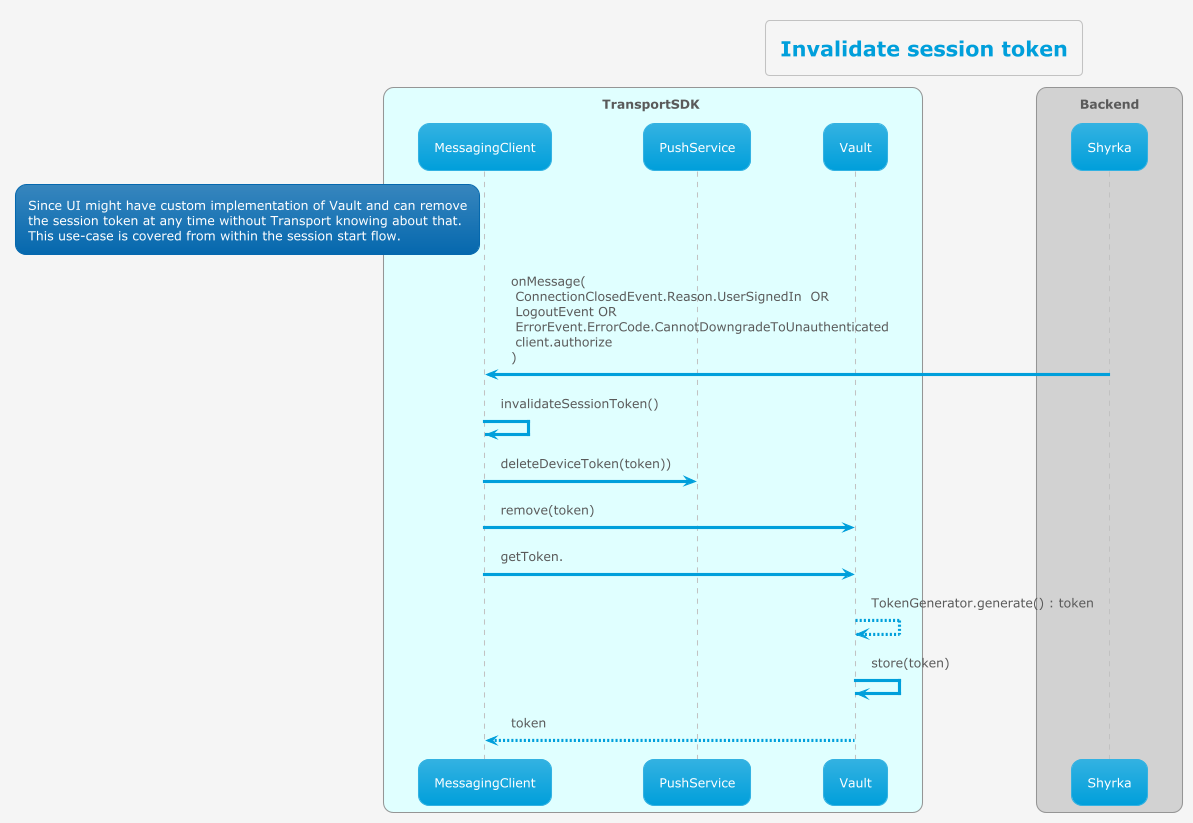 Invalidate session token
TransportSDK
Backend
MessagingClient
PushService
Vault
Shyrka
Since UI might have custom implementation of Vault and can remove
the session token at any time without Transport knowing about that.
This use-case is covered from within the session start flow.
onMessage(
ConnectionClosedEvent.Reason.UserSignedIn  OR
LogoutEvent OR
ErrorEvent.ErrorCode.CannotDowngradeToUnauthenticated
client.authorize
)
invalidateSessionToken()
deleteDeviceToken(token))
remove(token)
getToken.
TokenGenerator.generate() : token
store(token)
token
MessagingClient
PushService
Vault
Shyrka